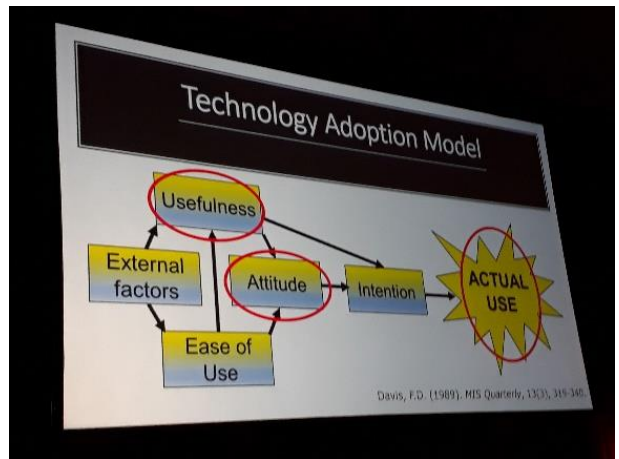 Technology Adoption Model
Usefulness
External
factors
Attitude
Intention
ACTUAL
USE
Ease of
Use
Davis, F.D. (1989). MIS Quarterly, 13(3), 319-340.